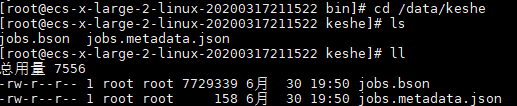 [root@ecs-x-large-2-linux-20200317211522 bin]# cd /data/keshe
[root@ecs-x-large-2-linux-20200317211522 keshe]# ls
jobs.bson  jobs.metadata.json
[root@ecs-x-large-2-linux-20200317211522 keshe]# ll
总用量 7556
-rw-r--r-- 1 root root 7729339 6月  30 19:50 jobs.bson
-rw-r--r-- 1 root root     158 6月  30 19:50 jobs.metadata.json